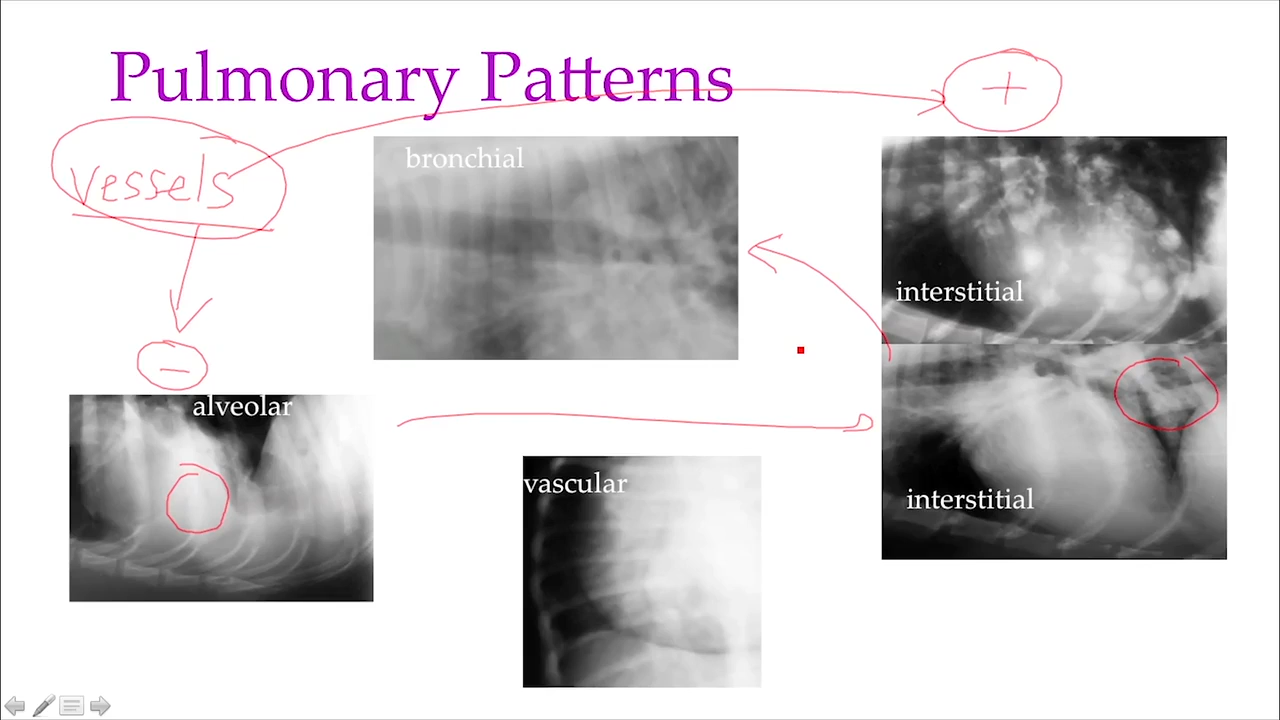 Pulmonary Patterns
+
vessels
bronchial
interstitial
−
alveolar
vascular
interstitial